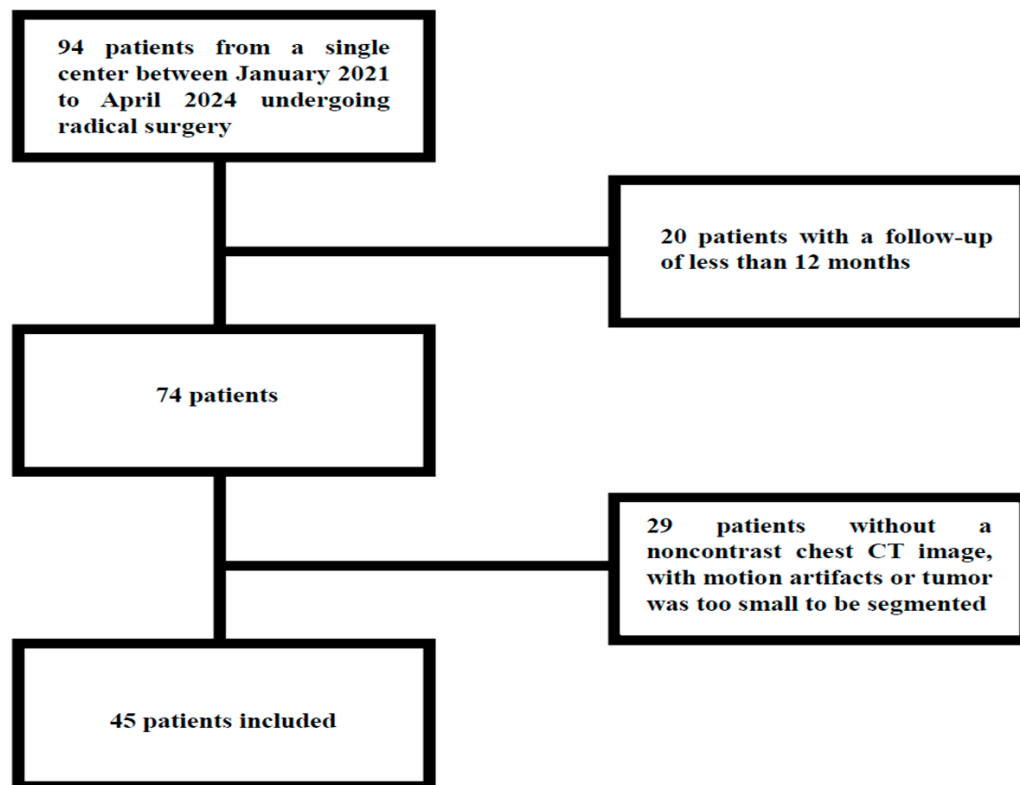 94 patients from a single
center between January 2021
to April 2024 undergoing
radical surgery
20 patients with a follow-up
of less than 12 months
74 patients
29 patients without a
noncontrast chest CT image,
with motion artifacts or tumor
was too small to be segmented
45 patients included